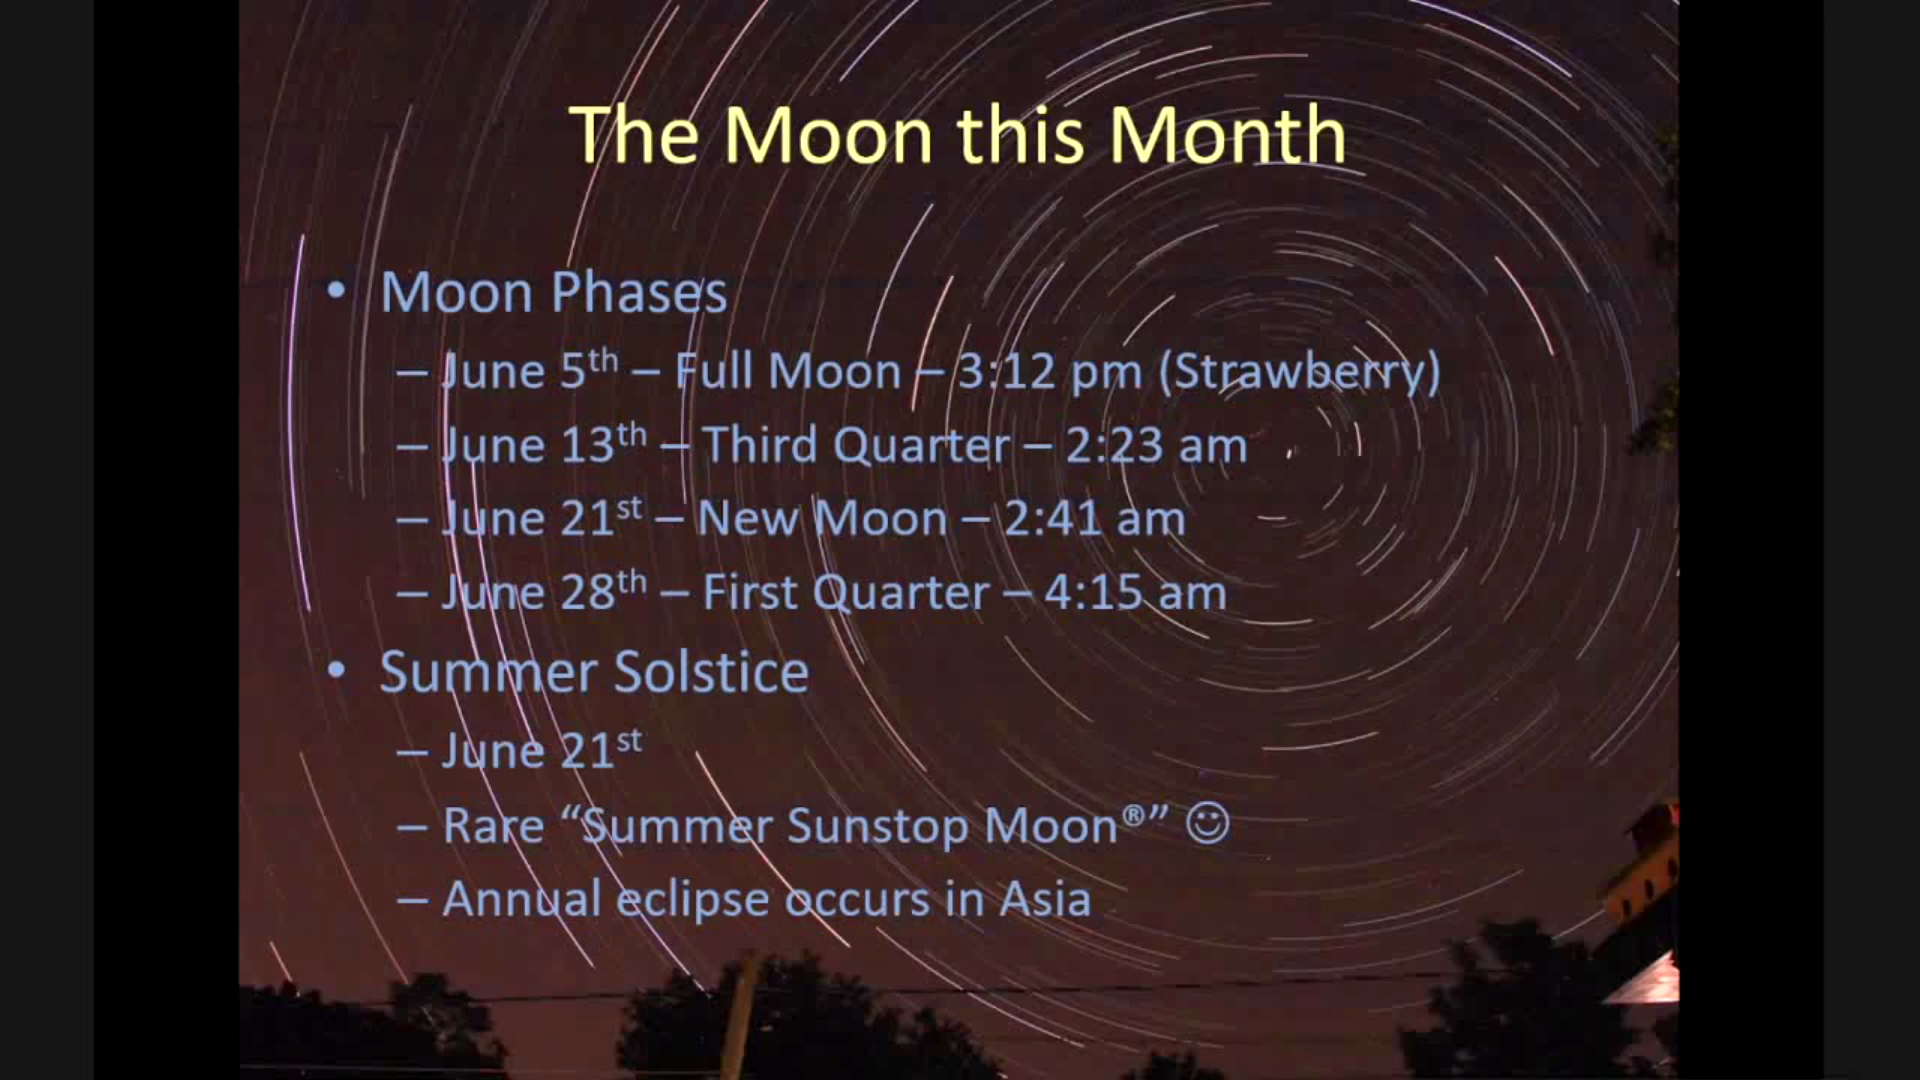 The Moon this Month
• Moon Phases
– June 5th – Full Moon – 3:12 pm (Strawberry)
– June 13th – Third Quarter – 2:23 am
– June 21st – New Moon – 2:41 am
– June 28th – First Quarter – 4:15 am
• Summer Solstice
– June 21st
– Rare “Summer Sunstop Moon®” ☺
– Annual eclipse occurs in Asia